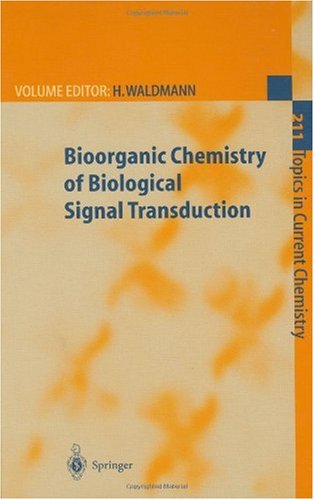 VOLUME EDITOR: H. WALDMANN
Bioorganic Chemistry
of Biological
Signal Transduction
211 Topics in Current Chemistry
Springer